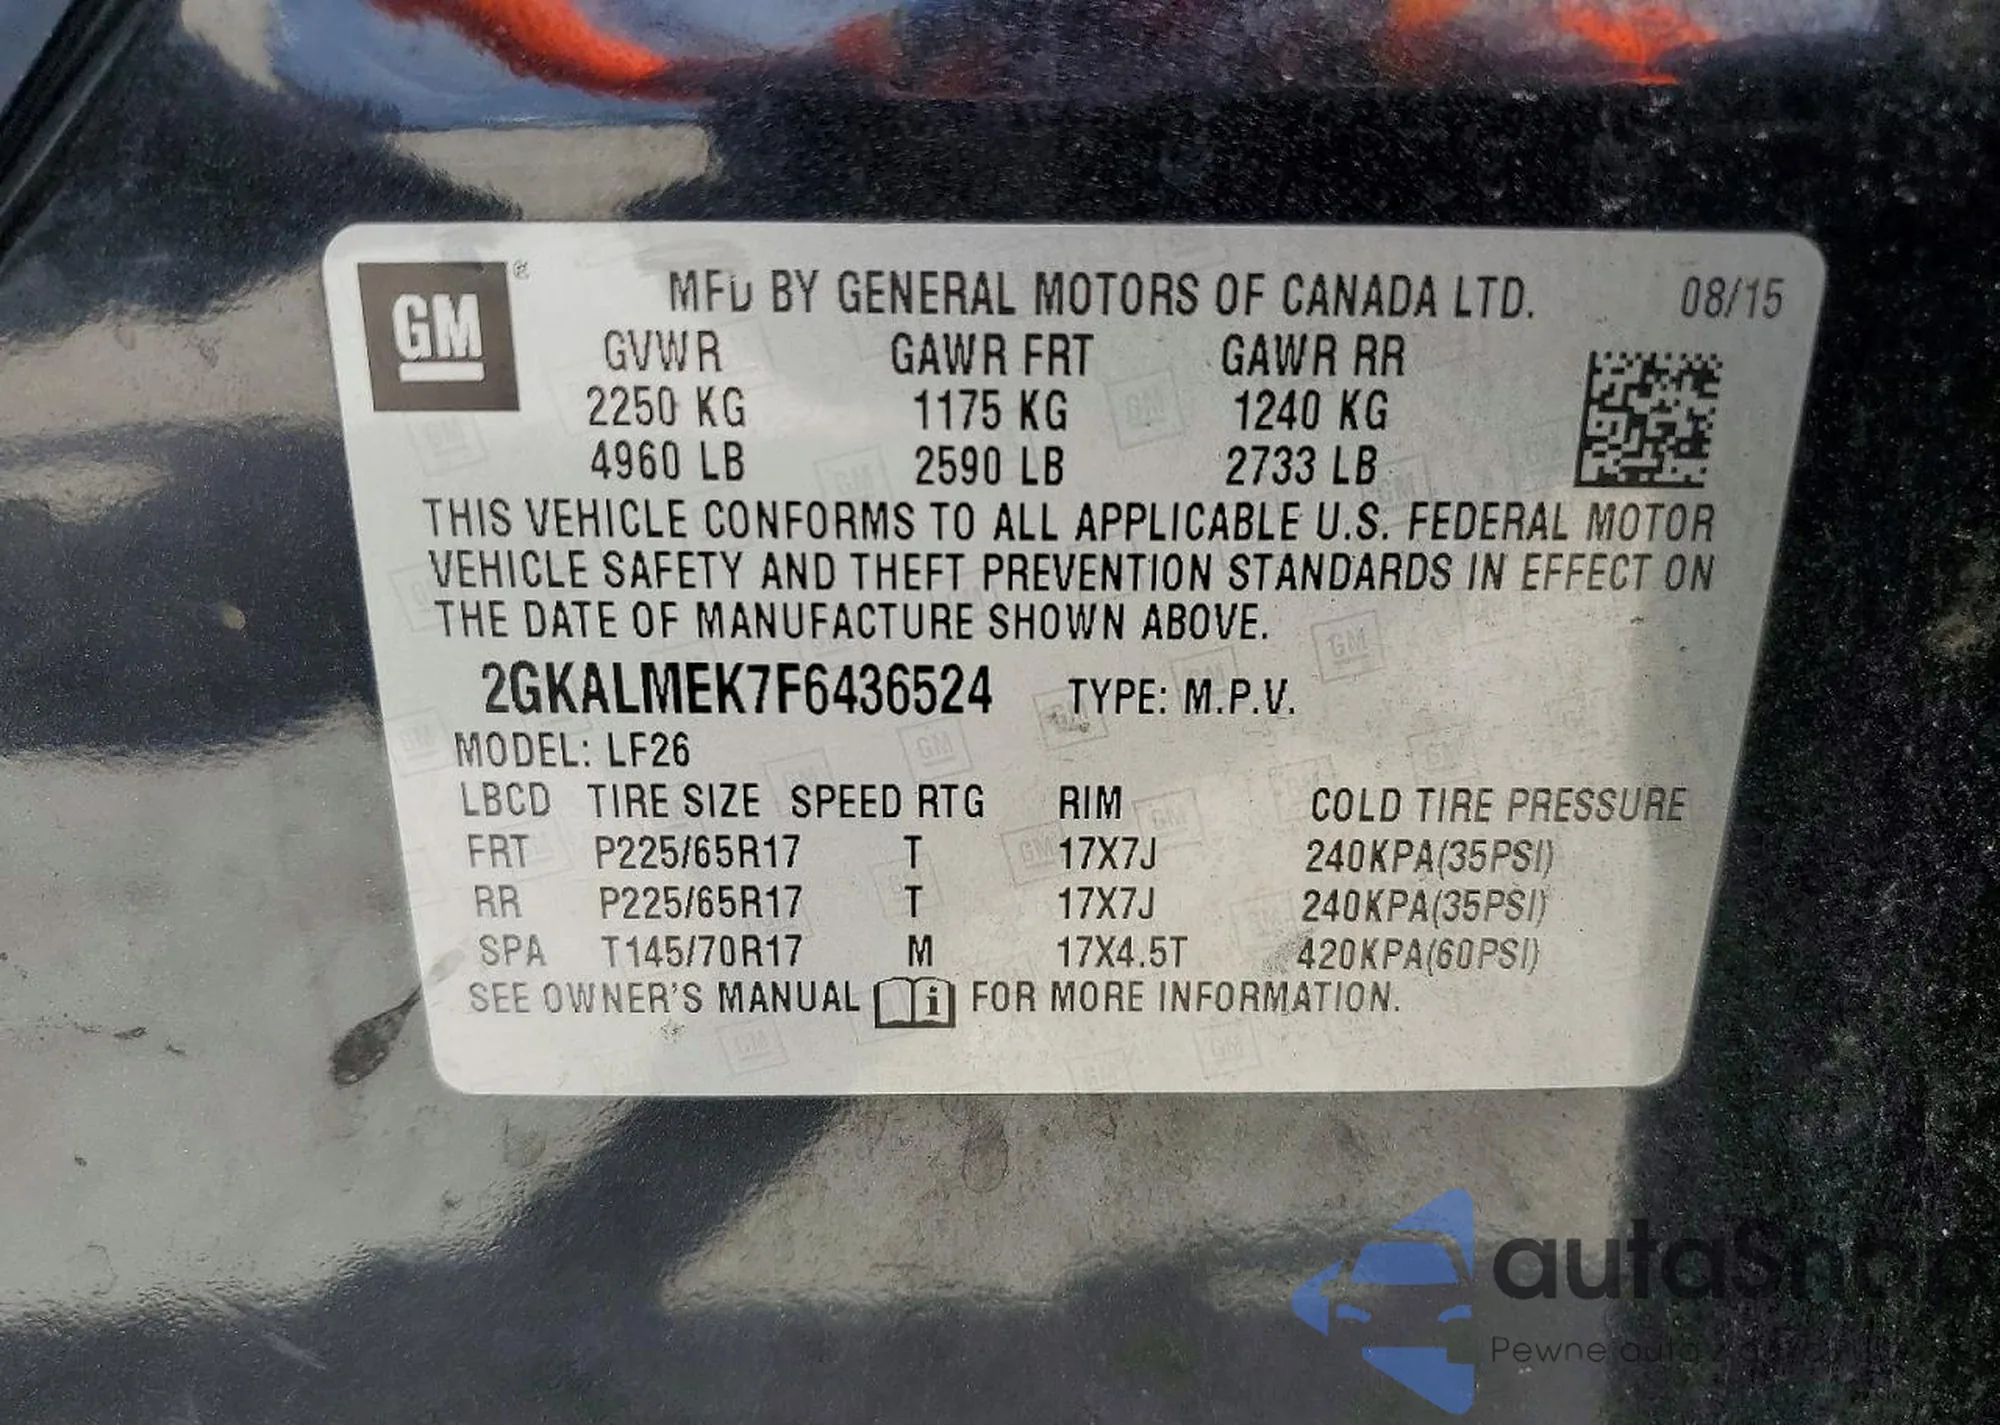 GM®
MFD BY GENERAL MOTORS OF CANADA LTD. 08/15
GVWR GAWR FRT GAWR RR
2250 KG 1175 KG 1240 KG
4960 LB 2590 LB 2733 LB
THIS VEHICLE CONFORMS TO ALL APPLICABLE U.S. FEDERAL MOTOR
VEHICLE SAFETY AND THEFT PREVENTION STANDARDS IN EFFECT ON
THE DATE OF MANUFACTURE SHOWN ABOVE.
2GKALMEK7F6436524 TYPE: M.P.V.
MODEL: LF26
LBCD TIRE SIZE SPEED RTG RIM COLD TIRE PRESSURE
FRT P225/65R17 T 17X7J 240KPA(35PSI)
RR P225/65R17 T 17X7J 240KPA(35PSI)
SPA T145/70R17 M 17X4.5T 420KPA(60PSI)
SEE OWNER'S MANUAL i FOR MORE INFORMATION.
autaSnap
Pewne auta z